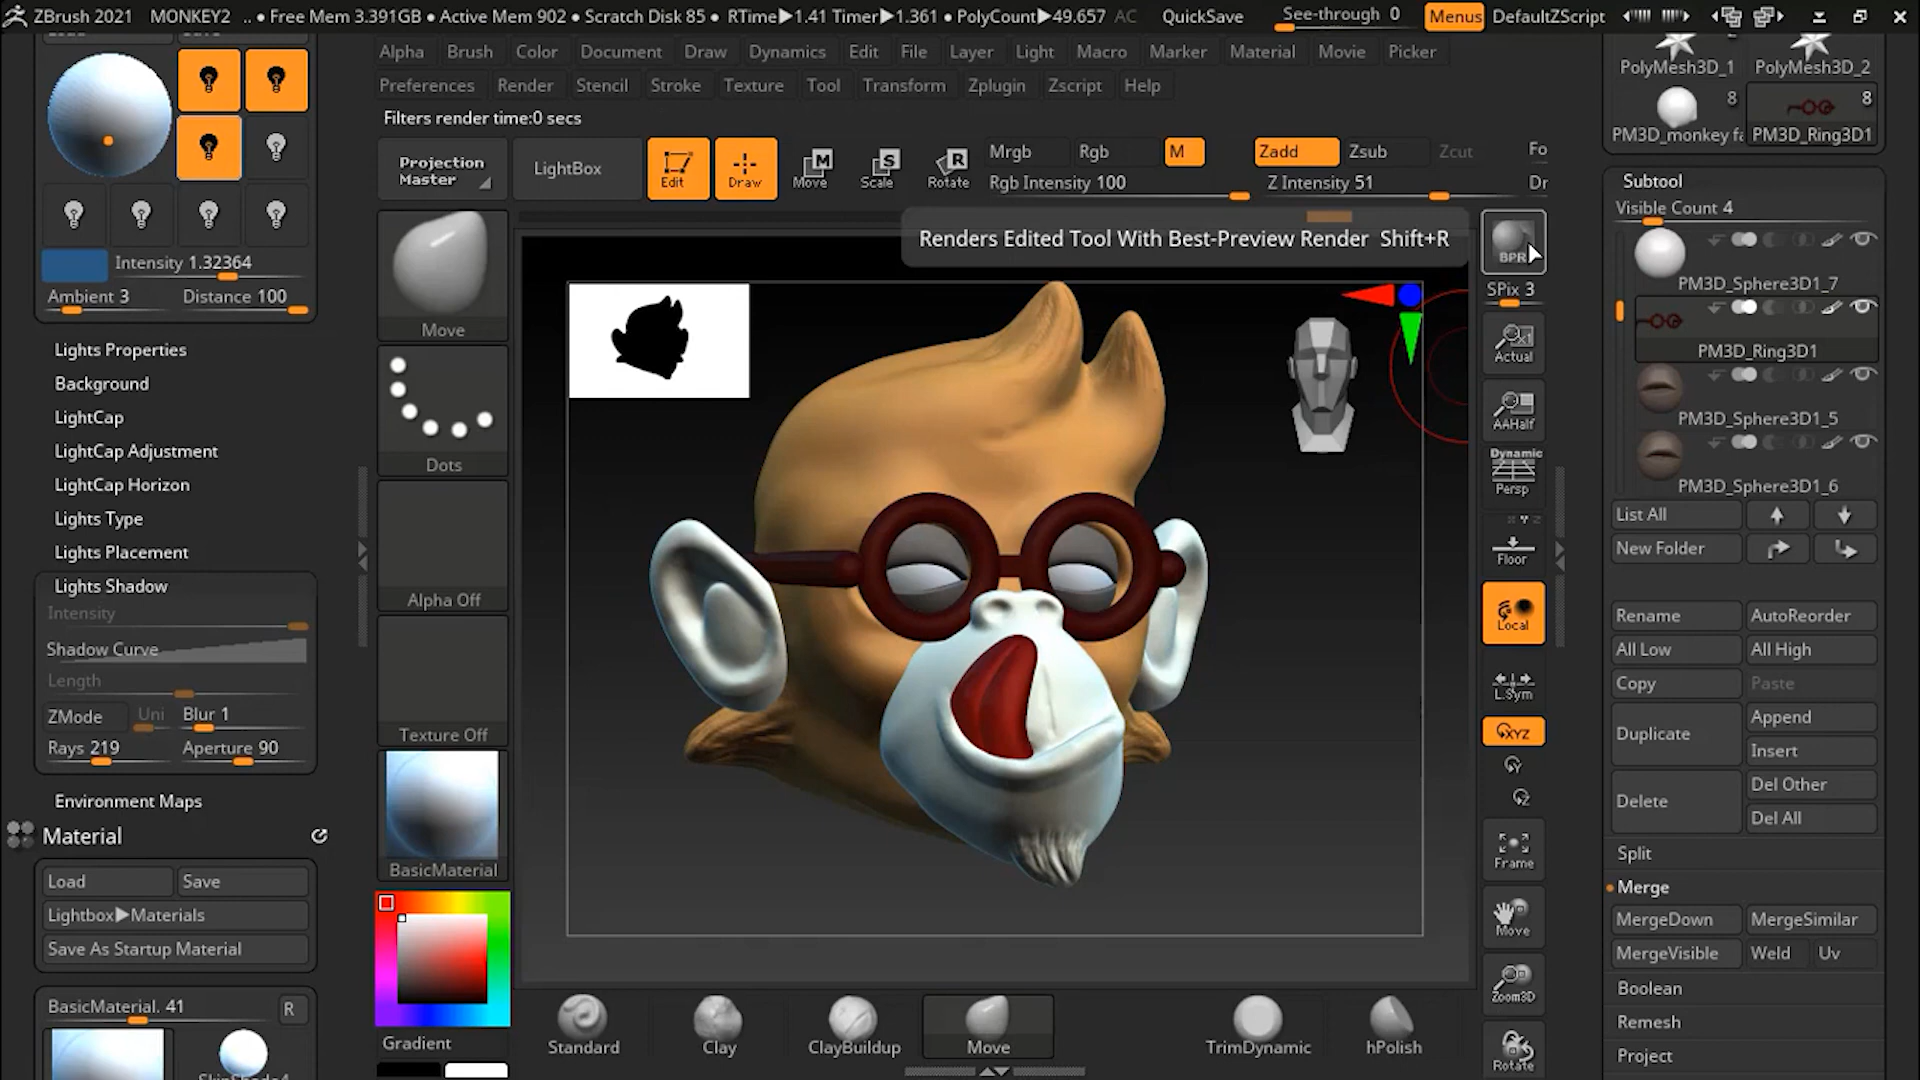 ZBrush 2021 MONKEY2 .. • Free Mem 3.391GB • Active Mem 902 • Scratch Disk 85 • RTime▶1.41 Timer▶1.361 • PolyCount▶49.657 AC QuickSave See-through 0 Menus DefaultZScript
Alpha Brush Color Document Draw Dynamics Edit File Layer Light Macro Marker Material Movie Picker
Preferences Render Stencil Stroke Texture Tool Transform Zplugin Zscript Help
Filters render time:0 secs
Projection Master
LightBox
Edit
Draw
Move
Scale
Rotate
Mrgb Rgb M Zadd Zsub Zcut Fo
Rgb Intensity 100 Z Intensity 51 Dr
Renders Edited Tool With Best-Preview Render Shift+R
Intensity 1.32364
Ambient 3 Distance 100
Lights Properties
Background
LightCap
LightCap Adjustment
LightCap Horizon
Lights Type
Lights Placement
Lights Shadow
Intensity
Shadow Curve
Length
ZMode Uni Blur 1
Rays 219 Aperture 90
Environment Maps
Material
Load Save
Lightbox▶Materials
Save As Startup Material
BasicMaterial. 41 R
Move
Dots
Alpha Off
Texture Off
BasicMaterial
Gradient
Standard
Clay
ClayBuildup
Move
TrimDynamic
hPolish
BPR
SPix 3
Actual
AAHalf
Dynamic
Persp
Floor
Local
L.Sym
XYZ
Y
Z
Frame
Move
Zoom3D
Rotate
PolyMesh3D_1 PolyMesh3D_2
8 8
PM3D_monkey fa PM3D_Ring3D1
Subtool
Visible Count 4
PM3D_Sphere3D1_7
PM3D_Ring3D1
PM3D_Sphere3D1_5
PM3D_Sphere3D1_6
List All
New Folder
Rename AutoReorder
All Low All High
Copy Paste
Duplicate Append
Insert
Delete Del Other
Del All
Split
Merge
MergeDown MergeSimilar
MergeVisible Weld Uv
Boolean
Remesh
Project